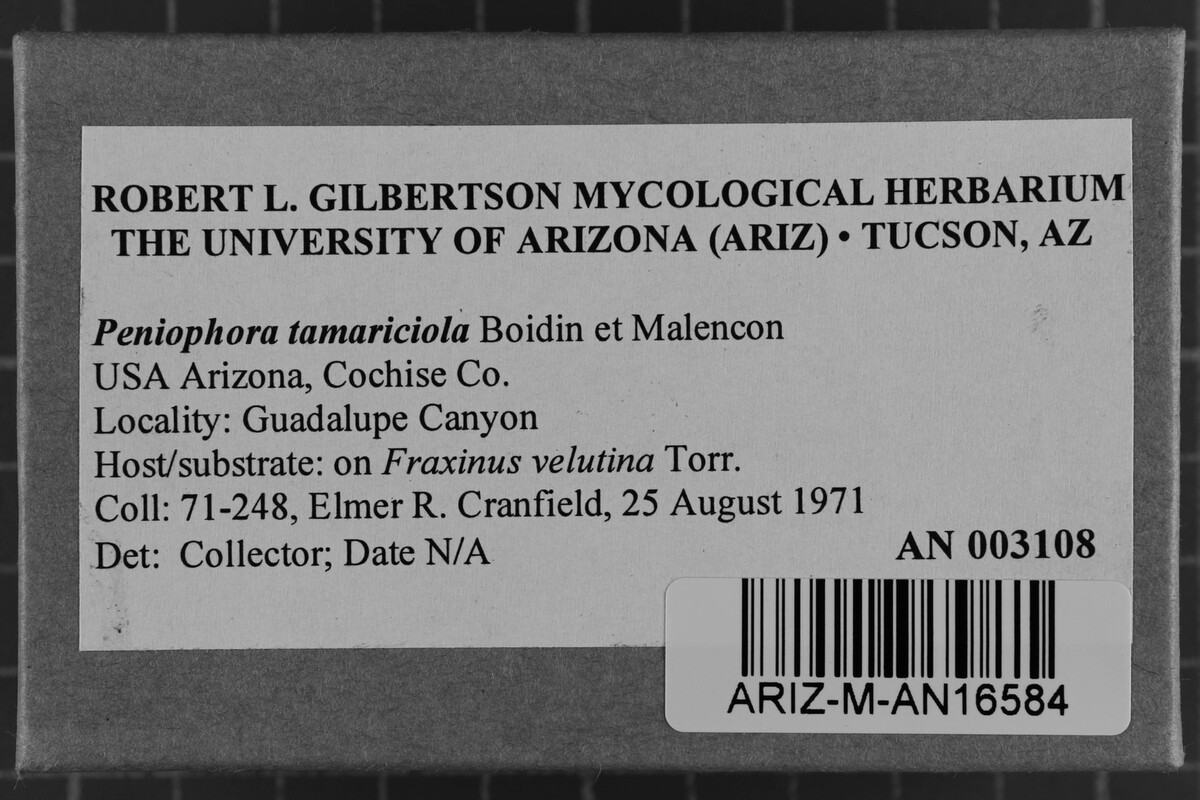 ROBERT L. GILBERTSON MYCOLOGICAL HERBARIUM
THE UNIVERSITY OF ARIZONA (ARIZ) • TUCSON, AZ
Peniophora tamariciola Boidin et Malencon
USA Arizona, Cochise Co.
Locality: Guadalupe Canyon
Host/substrate: on Fraxinus velutina Torr.
Coll: 71-248, Elmer R. Cranfield, 25 August 1971
Det: Collector; Date N/A
AN 003108
ARIZ-M-AN16584